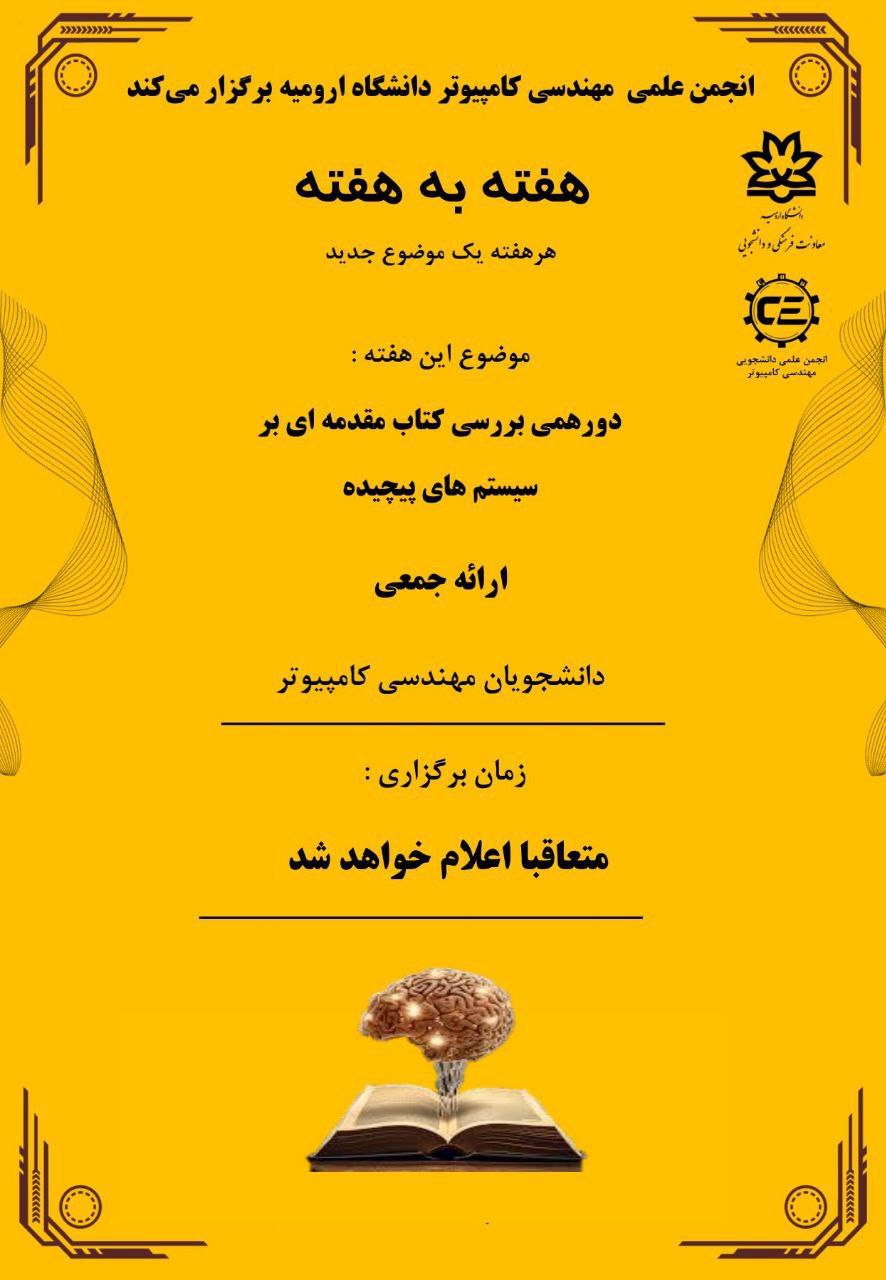 انجمن علمی مهندسی کامپیوتر دانشگاه ارومیه برگزار می‌کند
هفته به هفته
هرهفته یک موضوع جدید
دانشگاه ارومیه
معاونت فرهنگی و دانشجویی
CE
انجمن علمی دانشجویی
مهندسی کامپیوتر
موضوع این هفته :
دورهمی بررسی کتاب مقدمه ای بر
سیستم های پیچیده
ارائه جمعی
دانشجویان مهندسی کامپیوتر
زمان برگزاری :
متعاقبا اعلام خواهد شد